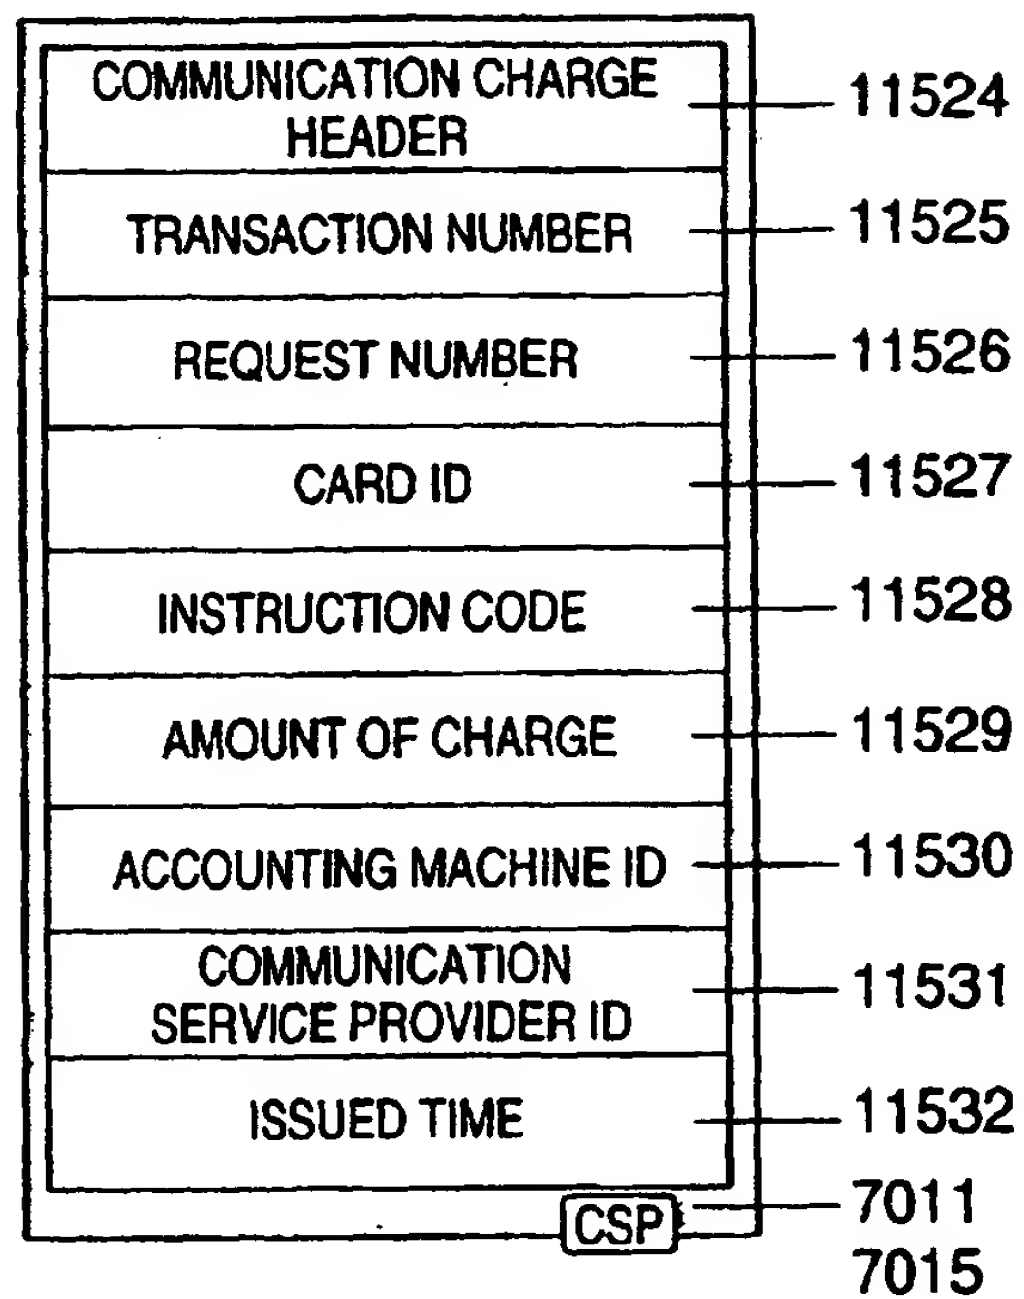 COMMUNICATION CHARGE
HEADER
11524
TRANSACTION NUMBER
11525
REQUEST NUMBER
11526
CARD ID
11527
INSTRUCTION CODE
11528
AMOUNT OF CHARGE
11529
ACCOUNTING MACHINE ID
11530
COMMUNICATION
SERVICE PROVIDER ID
11531
ISSUED TIME
11532
CSP
7011
7015